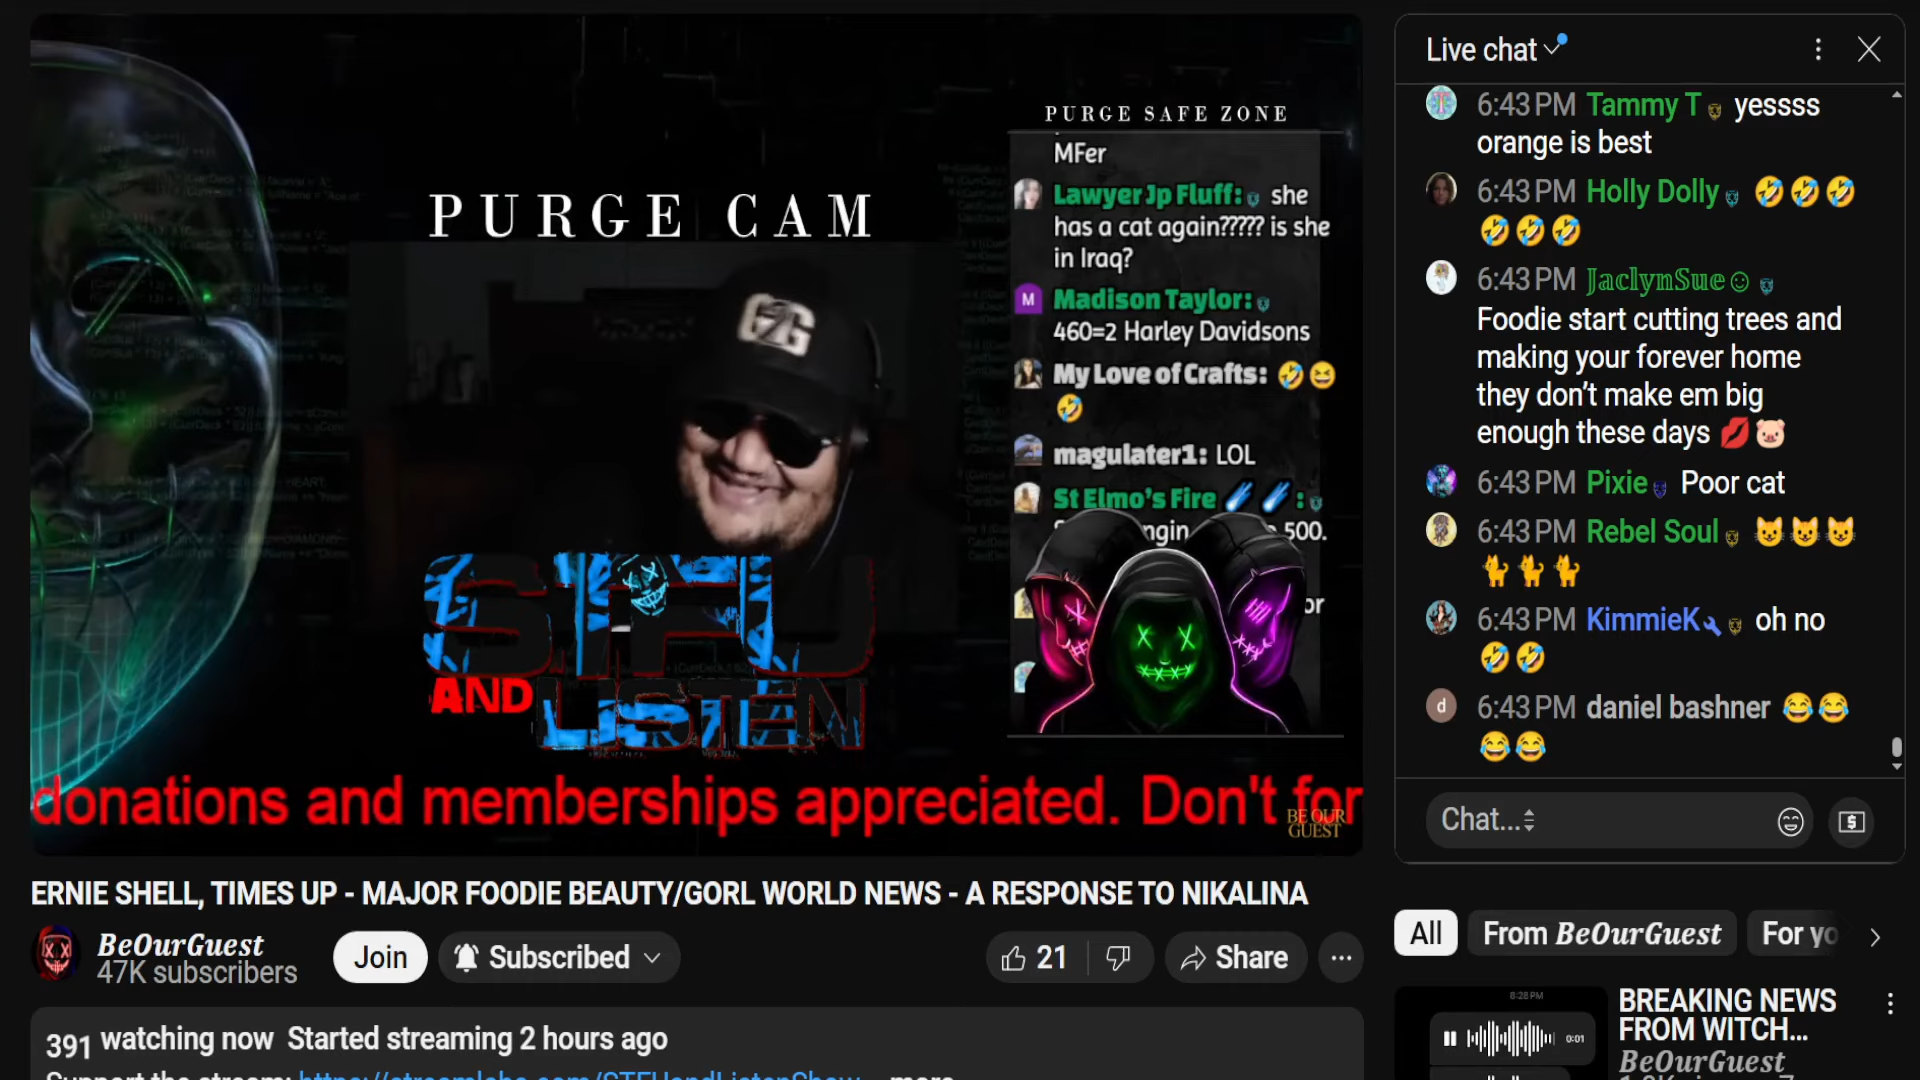 PURGE SAFE ZONE
MFer
Lawyer Jp Fluff: she
has a cat again????? is she
in Iraq?
Madison Taylor:
460=2 Harley Davidsons
My Love of Crafts: 🤣😆
🤣
magulater1: LOL
St Elmo's Fire ☄️ ☄️ :
500.
or
PURGE CAM
G2G
STFU
AND LISTEN
donations and memberships appreciated. Don't for
BE OUR
GUEST
Live chat
6:43 PM Tammy T yessss
orange is best
6:43 PM Holly Dolly 🤣🤣🤣
🤣🤣🤣
6:43 PM JaclynSue☺
Foodie start cutting trees and
making your forever home
they don’t make em big
enough these days 💋🐷
6:43 PM Pixie Poor cat
6:43 PM Rebel Soul 😺😺😺
🐈🐈🐈
6:43 PM KimmieK oh no
🤣🤣
d 6:43 PM daniel bashner 😂😂
😂😂
Chat...
ERNIE SHELL, TIMES UP - MAJOR FOODIE BEAUTY/GORL WORLD NEWS - A RESPONSE TO NIKALINA
BeOurGuest
47K subscribers
Join
Subscribed
21
Share
391 watching now Started streaming 2 hours ago
All
From BeOurGuest
For yo
8:28 PM
0:01
BREAKING NEWS
FROM WITCH...
BeOurGuest